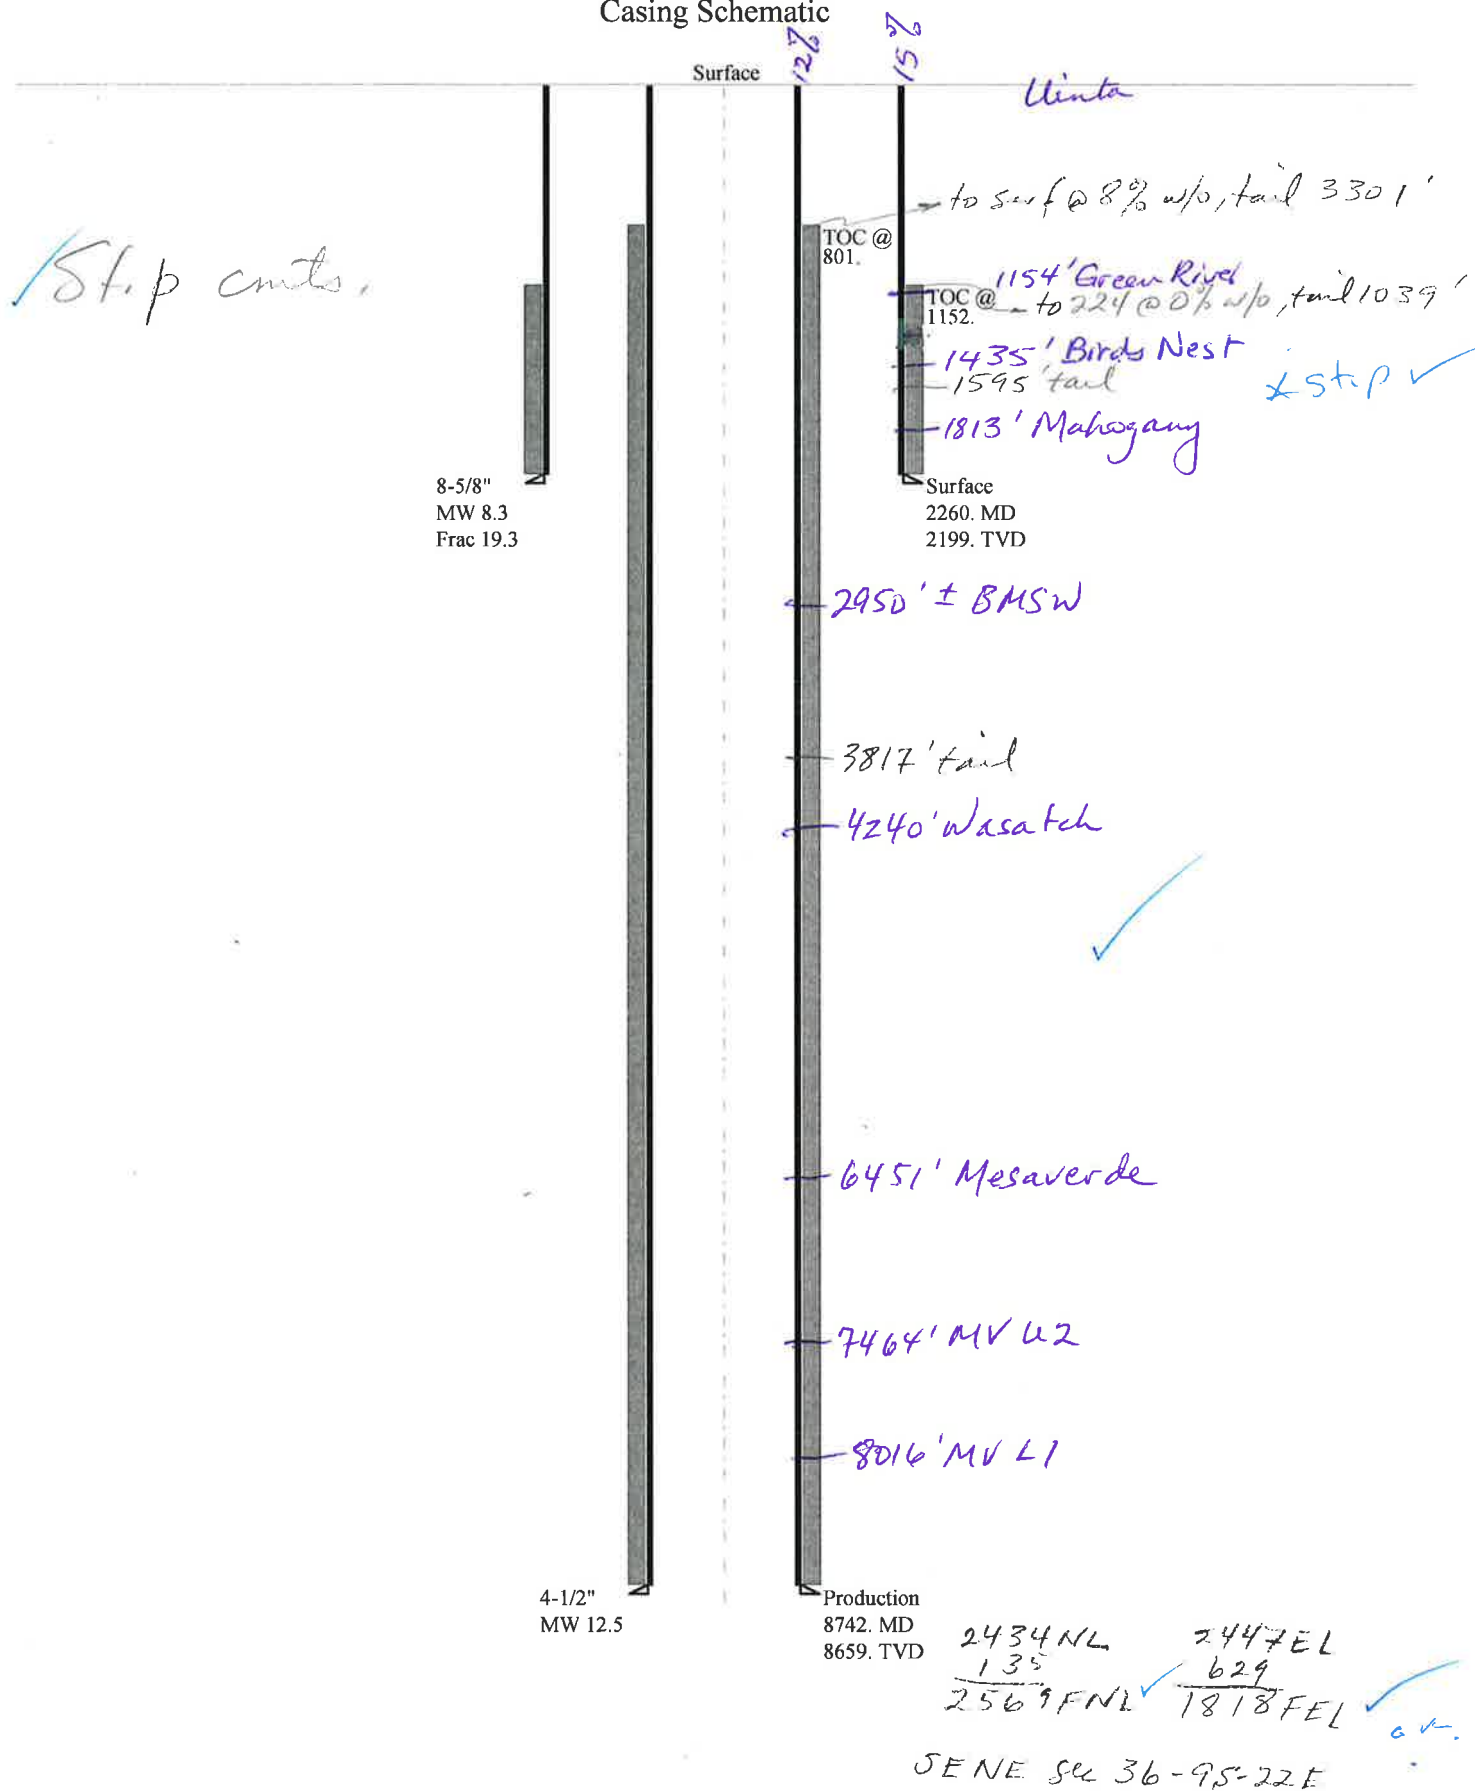 Casing Schematic
12%
15%
Surface
Uinta
to surf @ 8% w/o, tail 3301'
TOC @
801.
Stip cmts.
1154' Green River
TOC @
1152.
to 224 @ 0% w/o, tail 1039'
1435' Birds Nest
1595' tail
* stip ✓
1813' Mahogany
8-5/8"
MW 8.3
Frac 19.3
Surface
2260. MD
2199. TVD
2950' ± BMSW
3817' tail
4240' Wasatch
6451' Mesaverde
7464' MV U2
8016' MV L1
4-1/2"
MW 12.5
Production
8742. MD
8659. TVD
2434 NL 2447 EL
135 629
2569 FNL ✓ 1818 FEL ✓
SENE Sec 36-9S-22E